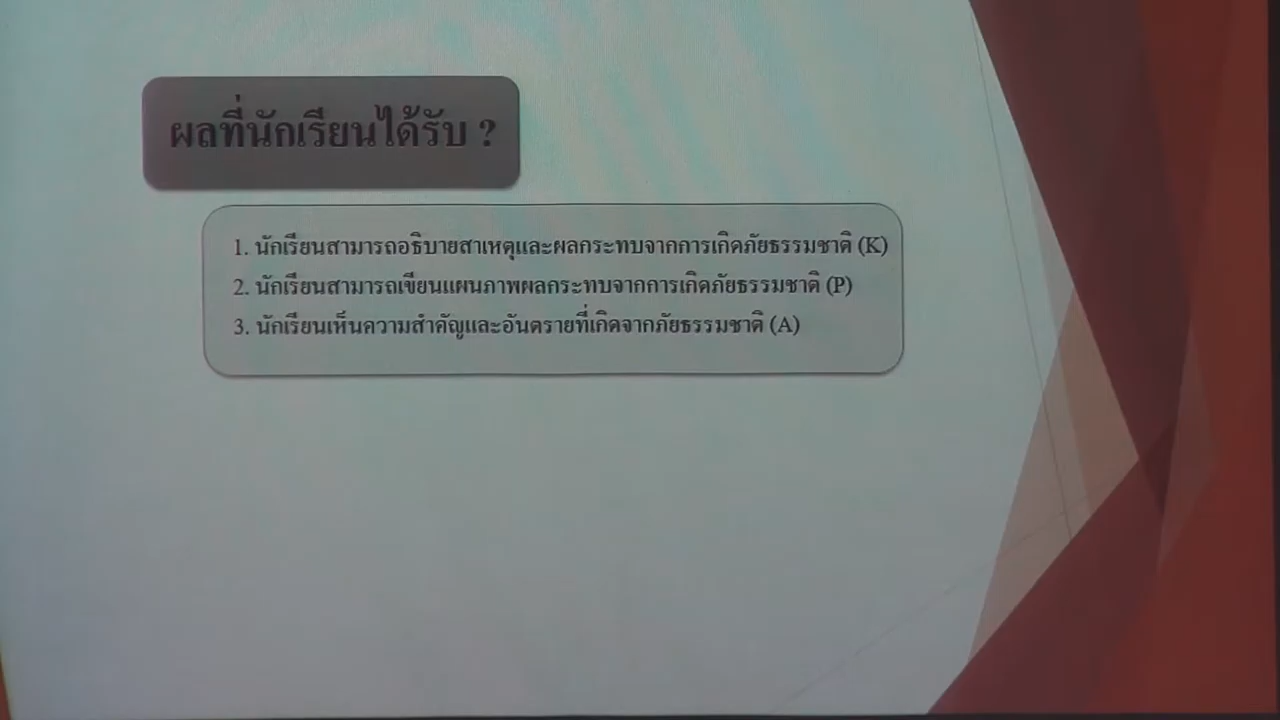 ผลที่นักเรียนได้รับ ?
1. นักเรียนสามารถอธิบายสาเหตุและผลกระทบจากการเกิดภัยธรรมชาติ (K)
2. นักเรียนสามารถเขียนแผนภาพผลกระทบจากการเกิดภัยธรรมชาติ (P)
3. นักเรียนเห็นความสำคัญและอันตรายที่เกิดจากภัยธรรมชาติ (A)